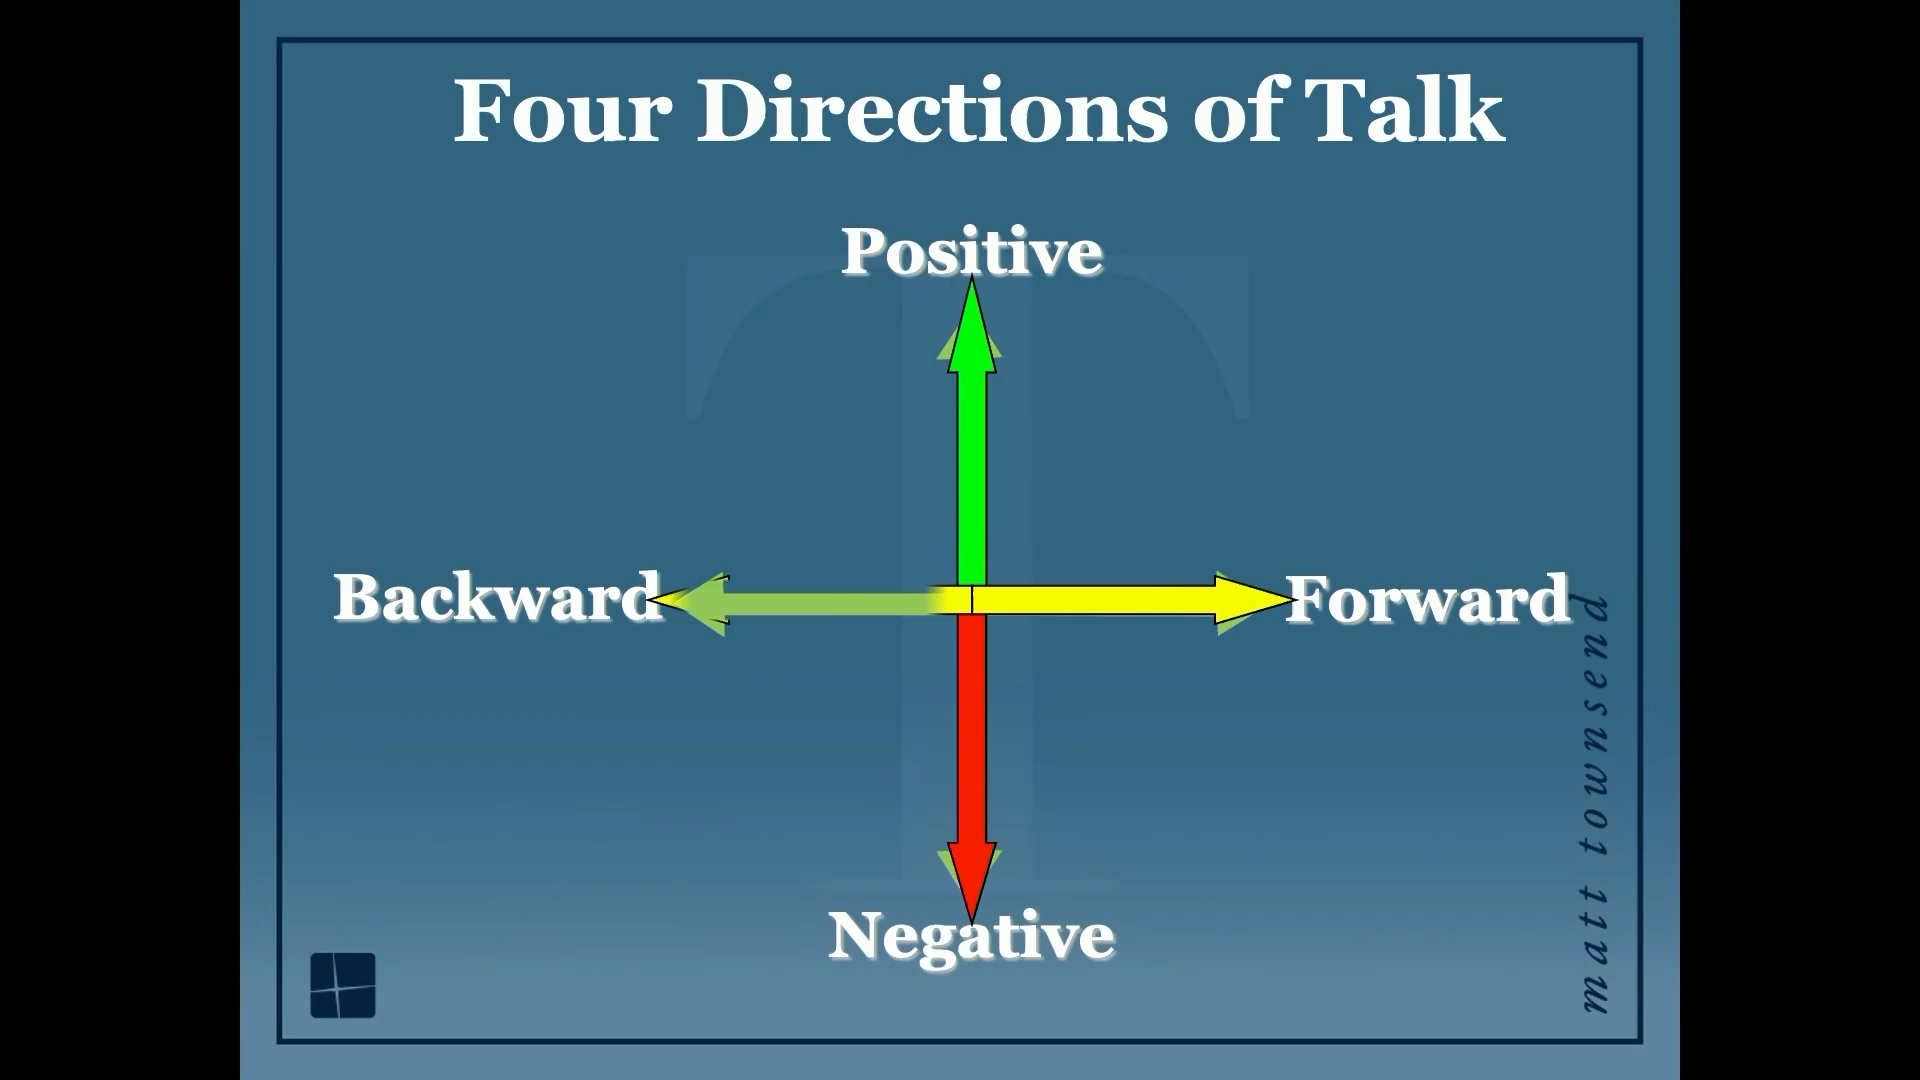 Four Directions of Talk
Positive
Backward
Forward
Negative
matt townsend